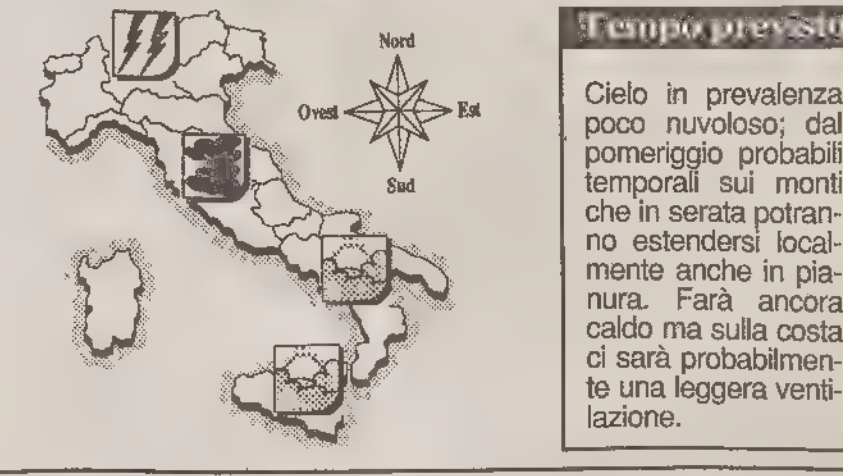 Nord
Ovest
Est
Sud
Tempo previsto
Cielo in prevalenza
poco nuvoloso; dal
pomeriggio probabili
temporali sui monti
che in serata potran-
no estendersi local-
mente anche in pia-
nura. Farà ancora
caldo ma sulla costa
ci sarà probabilmen-
te una leggera venti-
lazione.